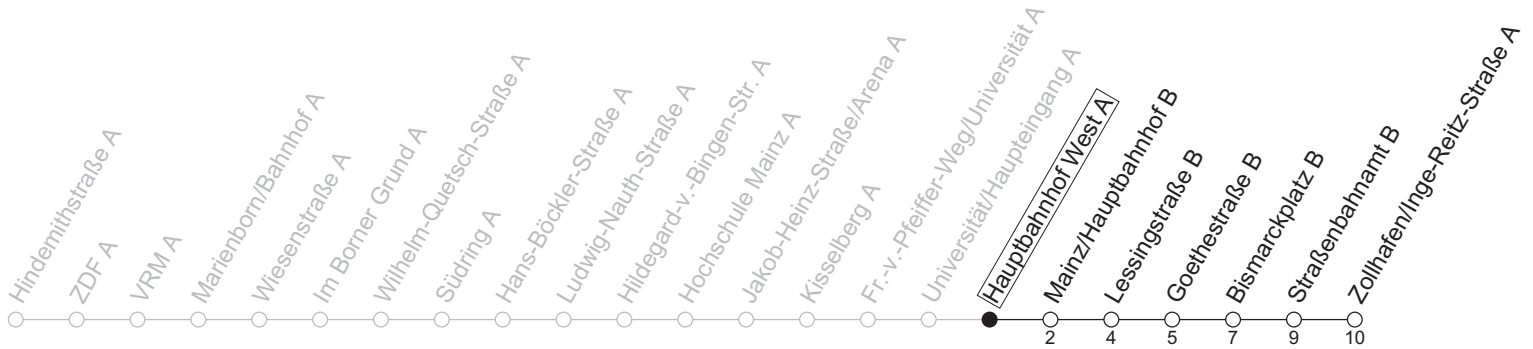 Hindemithstraße A
ZDF A
VRM A
Marienborn/Bahnhof A
Wiesenstraße A
Im Borner Grund A
Wilhelm-Quetsch-Straße A
Südring A
Hans-Böckler-Straße A
Ludwig-Nauth-Straße A
Hildegard-v.-Bingen-Str. A
Hochschule Mainz A
Jakob-Heinz-Straße/Arena A
Kisselberg A
Fr.-v.-Pfeiffer-Weg/Universität A
Universität/Haupteingang A
Hauptbahnhof West A
Mainz/Hauptbahnhof B
Lessingstraße B
Goethestraße B
Bismarckplatz B
Straßenbahnamt B
Zollhafen/Inge-Reitz-Straße A
2 4 5 7 9 10